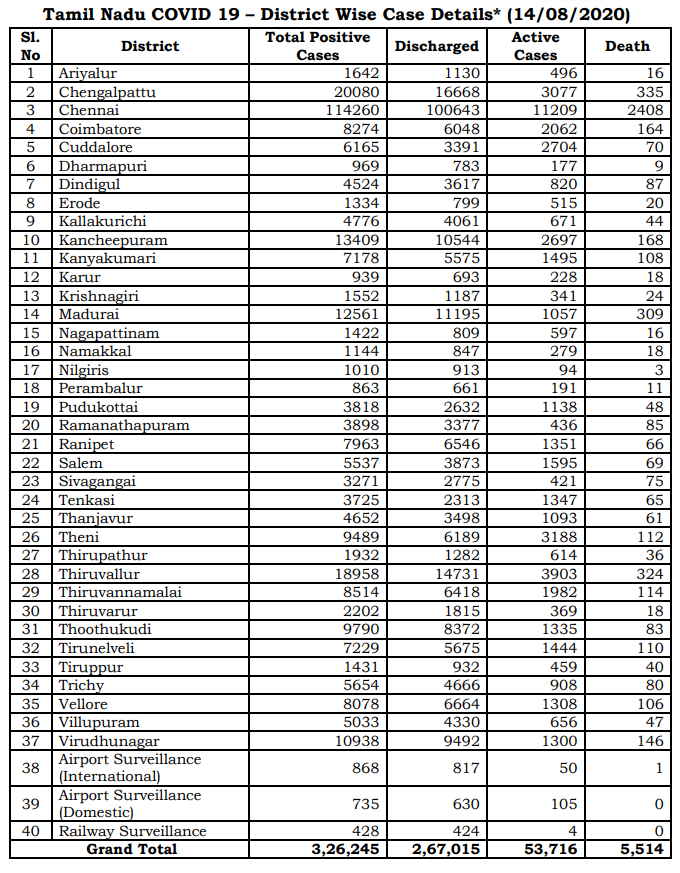 Tamil Nadu COVID 19 – District Wise Case Details* (14/08/2020)
Sl. No District Total Positive Cases Discharged Active Cases Death
1 Ariyalur 1642 1130 496 16
2 Chengalpattu 20080 16668 3077 335
3 Chennai 114260 100643 11209 2408
4 Coimbatore 8274 6048 2062 164
5 Cuddalore 6165 3391 2704 70
6 Dharmapuri 969 783 177 9
7 Dindigul 4524 3617 820 87
8 Erode 1334 799 515 20
9 Kallakurichi 4776 4061 671 44
10 Kancheepuram 13409 10544 2697 168
11 Kanyakumari 7178 5575 1495 108
12 Karur 939 693 228 18
13 Krishnagiri 1552 1187 341 24
14 Madurai 12561 11195 1057 309
15 Nagapattinam 1422 809 597 16
16 Namakkal 1144 847 279 18
17 Nilgiris 1010 913 94 3
18 Perambalur 863 661 191 11
19 Pudukottai 3818 2632 1138 48
20 Ramanathapuram 3898 3377 436 85
21 Ranipet 7963 6546 1351 66
22 Salem 5537 3873 1595 69
23 Sivagangai 3271 2775 421 75
24 Tenkasi 3725 2313 1347 65
25 Thanjavur 4652 3498 1093 61
26 Theni 9489 6189 3188 112
27 Thirupathur 1932 1282 614 36
28 Thiruvallur 18958 14731 3903 324
29 Thiruvannamalai 8514 6418 1982 114
30 Thiruvarur 2202 1815 369 18
31 Thoothukudi 9790 8372 1335 83
32 Tirunelveli 7229 5675 1444 110
33 Tiruppur 1431 932 459 40
34 Trichy 5654 4666 908 80
35 Vellore 8078 6664 1308 106
36 Villupuram 5033 4330 656 47
37 Virudhunagar 10938 9492 1300 146
38 Airport Surveillance (International) 868 817 50 1
39 Airport Surveillance (Domestic) 735 630 105 0
40 Railway Surveillance 428 424 4 0
Grand Total 3,26,245 2,67,015 53,716 5,514